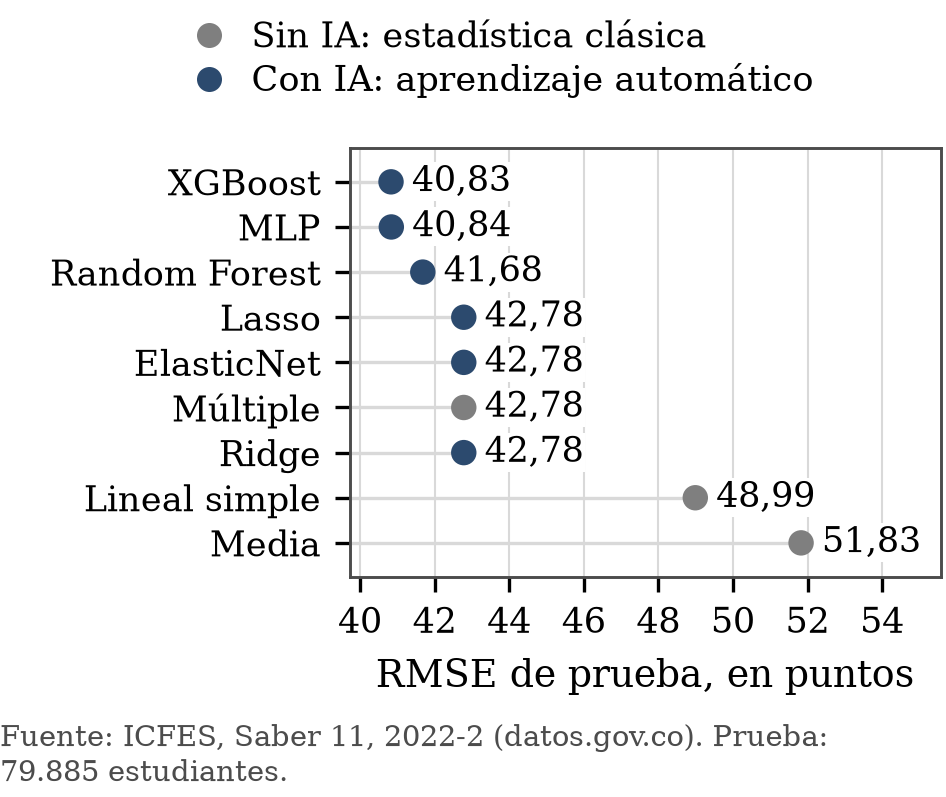 Sin IA: estadística clásica
Con IA: aprendizaje automático
XGBoost 40,83
MLP 40,84
Random Forest 41,68
Lasso 42,78
ElasticNet 42,78
Múltiple 42,78
Ridge 42,78
Lineal simple 48,99
Media 51,83
40 42 44 46 48 50 52 54
RMSE de prueba, en puntos
Fuente: ICFES, Saber 11, 2022-2 (datos.gov.co). Prueba:
79.885 estudiantes.